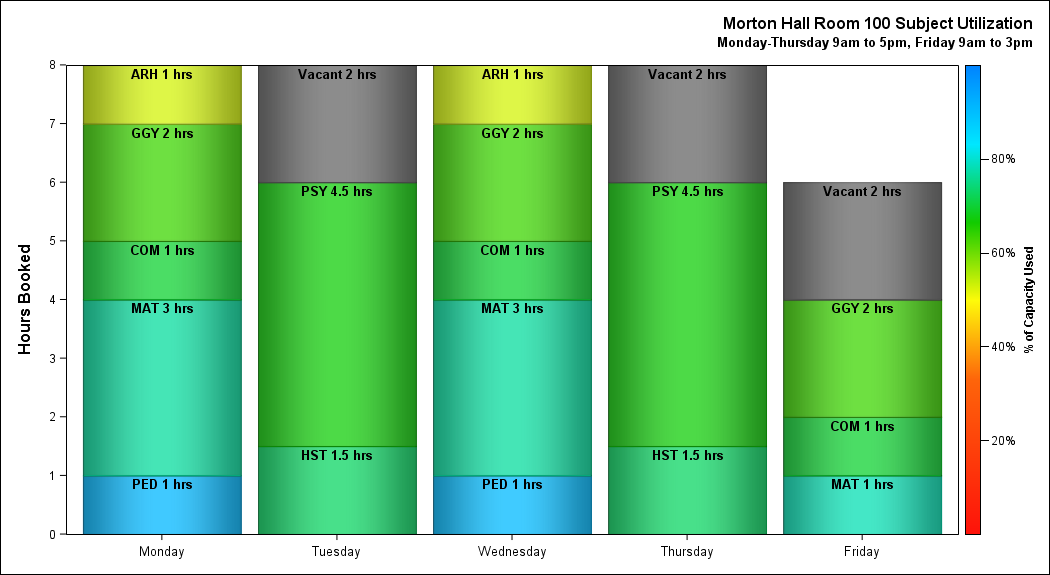 Morton Hall Room 100 Subject Utilization
Monday-Thursday 9am to 5pm, Friday 9am to 3pm
Hours Booked
8
7
6
5
4
3
2
1
0
ARH 1 hrs
GGY 2 hrs
COM 1 hrs
MAT 3 hrs
PED 1 hrs
Vacant 2 hrs
PSY 4.5 hrs
HST 1.5 hrs
ARH 1 hrs
GGY 2 hrs
COM 1 hrs
MAT 3 hrs
PED 1 hrs
Vacant 2 hrs
PSY 4.5 hrs
HST 1.5 hrs
Vacant 2 hrs
GGY 2 hrs
COM 1 hrs
MAT 1 hrs
Monday
Tuesday
Wednesday
Thursday
Friday
80%
60%
40%
20%
% of Capacity Used